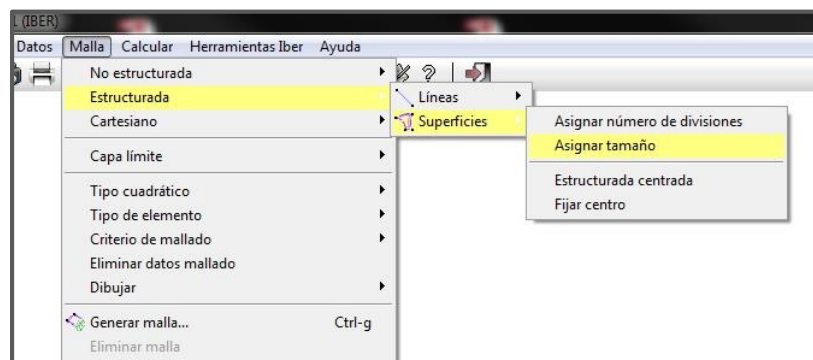 (IBER)
Datos Malla Calcular Herramientas Iber Ayuda
No estructurada
Estructurada
Cartesiano
Capa límite
Tipo cuadrático
Tipo de elemento
Criterio de mallado
Eliminar datos mallado
Dibujar
Generar malla... Ctrl-g
Eliminar malla
Líneas
Superficies
Asignar número de divisiones
Asignar tamaño
Estructurada centrada
Fijar centro